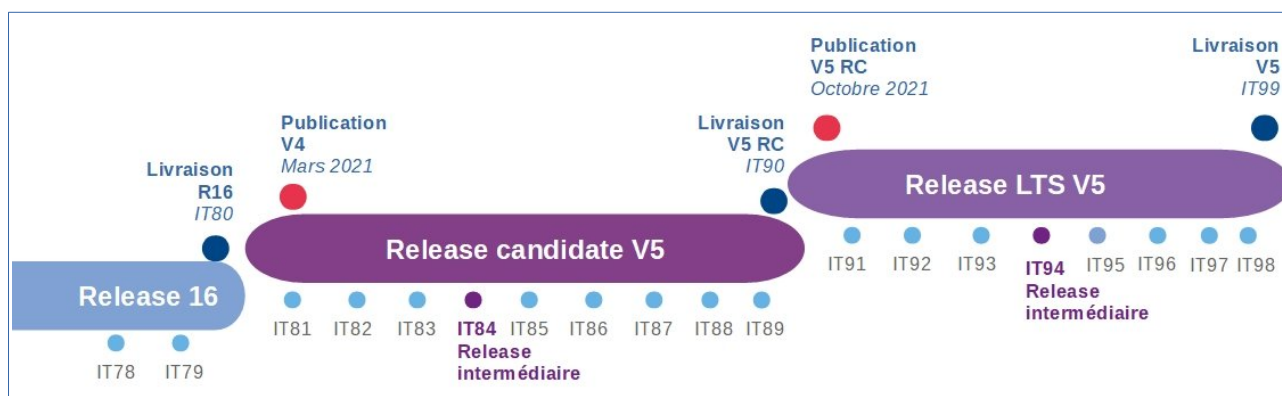 Publication
V5 RC
Octobre 2021
Livraison
V5
IT99
Publication
V4
Mars 2021
Livraison
V5 RC
IT90
Livraison
R16
IT80
Release LTS V5
Release candidate V5
Release 16
IT91 IT92 IT93 IT94 IT95 IT96 IT97 IT98
Release
intermédiaire
IT81 IT82 IT83 IT84 IT85 IT86 IT87 IT88 IT89
Release
intermédiaire
IT78 IT79